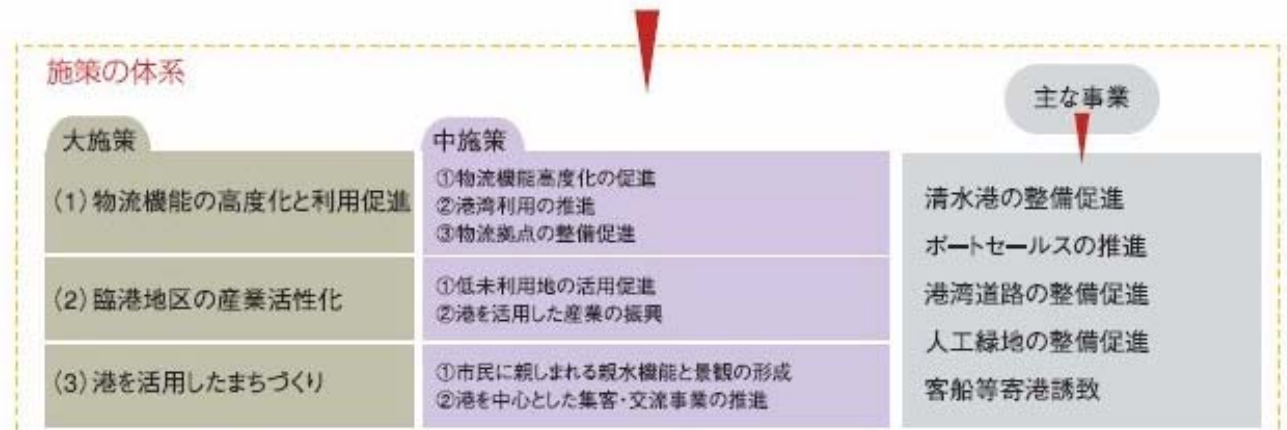 施策の体系
主な事業
大施策
中施策
(1)物流機能の高度化と利用促進
①物流機能高度化の促進
②港湾利用の推進
③物流拠点の整備促進
(2)臨港地区の産業活性化
①低未利用地の活用促進
②港を活用した産業の振興
(3)港を活用したまちづくり
①市民に親しまれる親水機能と景観の形成
②港を中心とした集客・交流事業の推進
清水港の整備促進
ポートセールスの推進
港湾道路の整備促進
人工緑地の整備促進
客船等寄港誘致